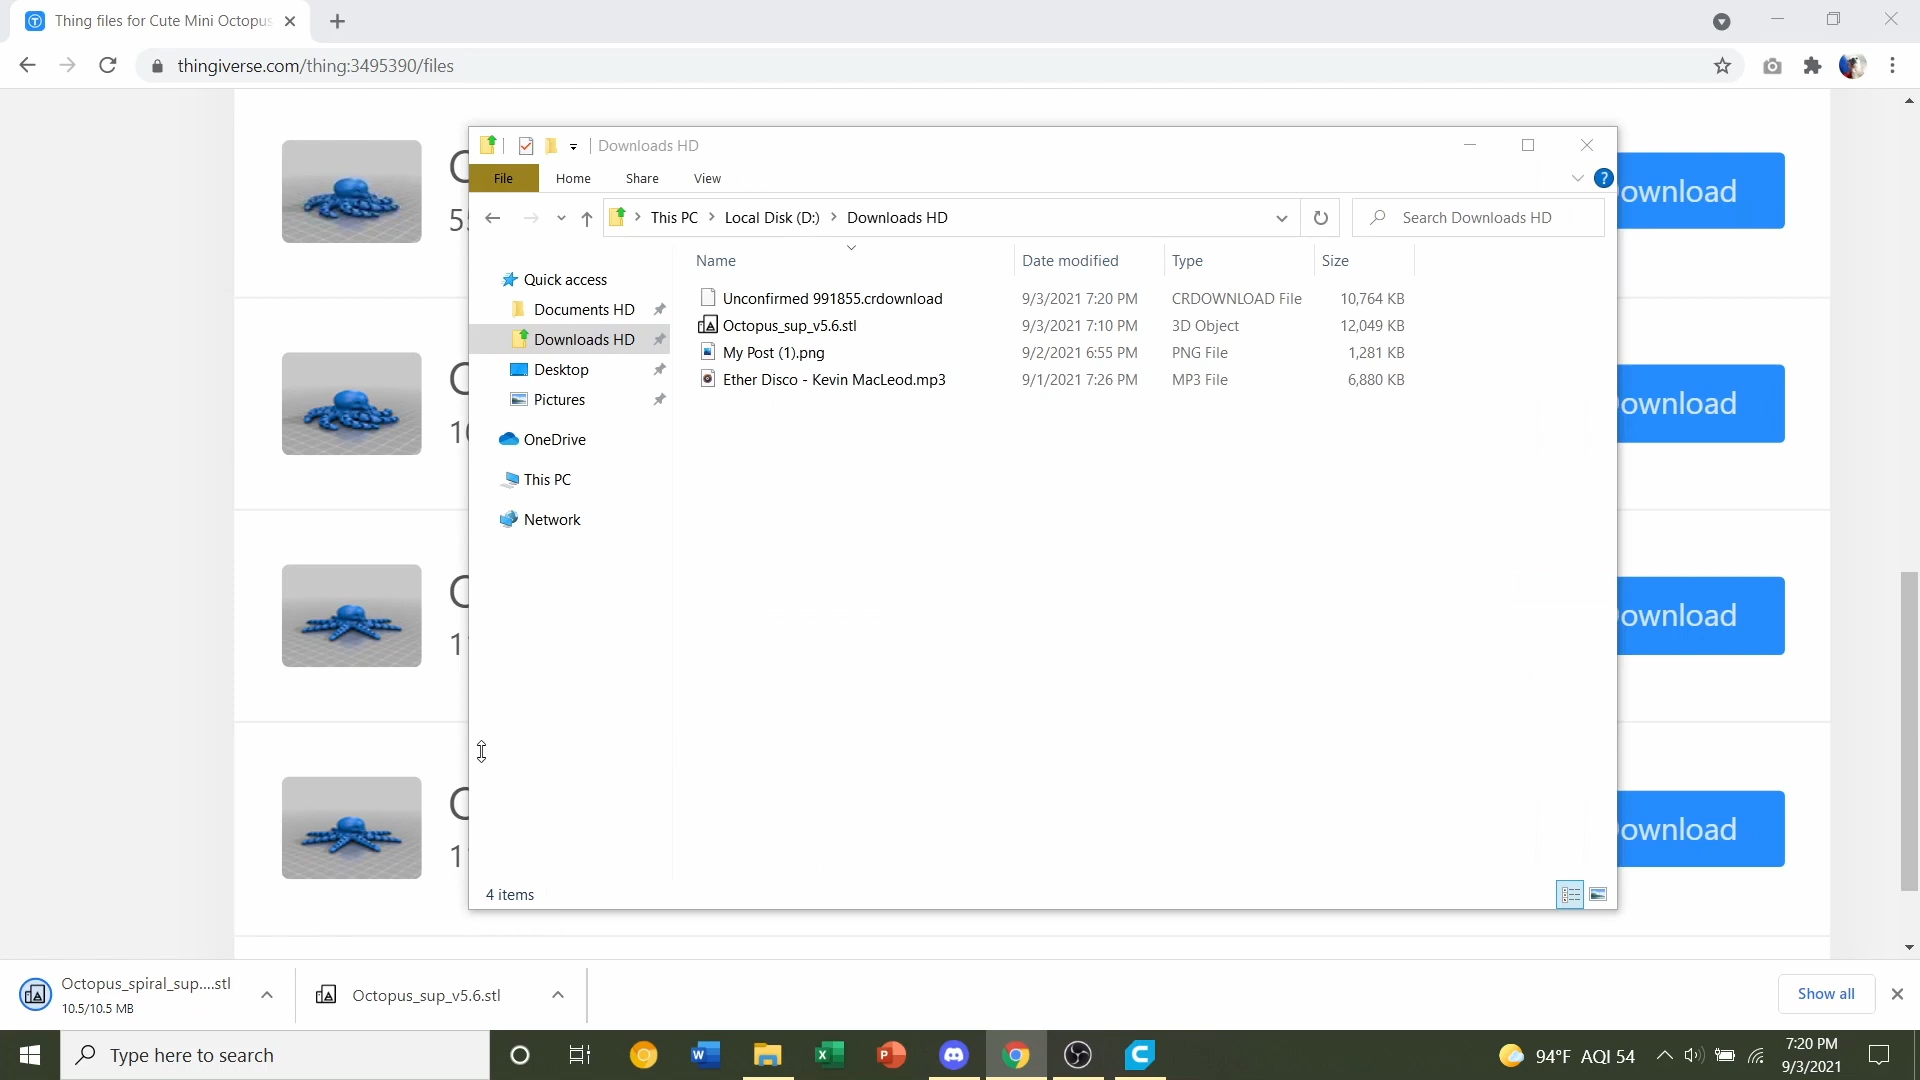 Thing files for Cute Mini Octopus
thingiverse.com/thing:3495390/files
Downloads HD
File Home Share View
This PC Local Disk (D:) Downloads HD
Search Downloads HD
Name Date modified Type Size
Quick access
Documents HD
Downloads HD
Desktop
Pictures
OneDrive
This PC
Network
Unconfirmed 991855.crdownload 9/3/2021 7:20 PM CRDOWNLOAD File 10,764 KB
Octopus_sup_v5.6.stl 9/3/2021 7:10 PM 3D Object 12,049 KB
My Post (1).png 9/2/2021 6:55 PM PNG File 1,281 KB
Ether Disco - Kevin MacLeod.mp3 9/1/2021 7:26 PM MP3 File 6,880 KB
ownload
ownload
ownload
ownload
4 items
Octopus_spiral_sup....stl
10.5/10.5 MB
Octopus_sup_v5.6.stl
Show all
Type here to search
94°F AQI 54
7:20 PM
9/3/2021